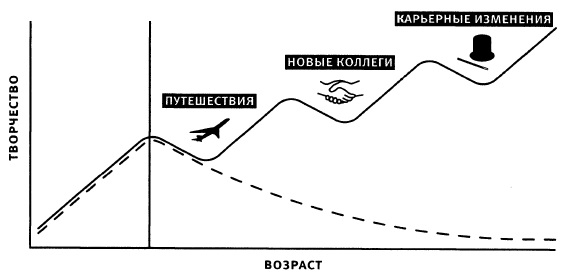 КАРЬЕРНЫЕ ИЗМЕНЕНИЯ
НОВЫЕ КОЛЛЕГИ
ПУТЕШЕСТВИЯ
ТВОРЧЕСТВО
ВОЗРАСТ